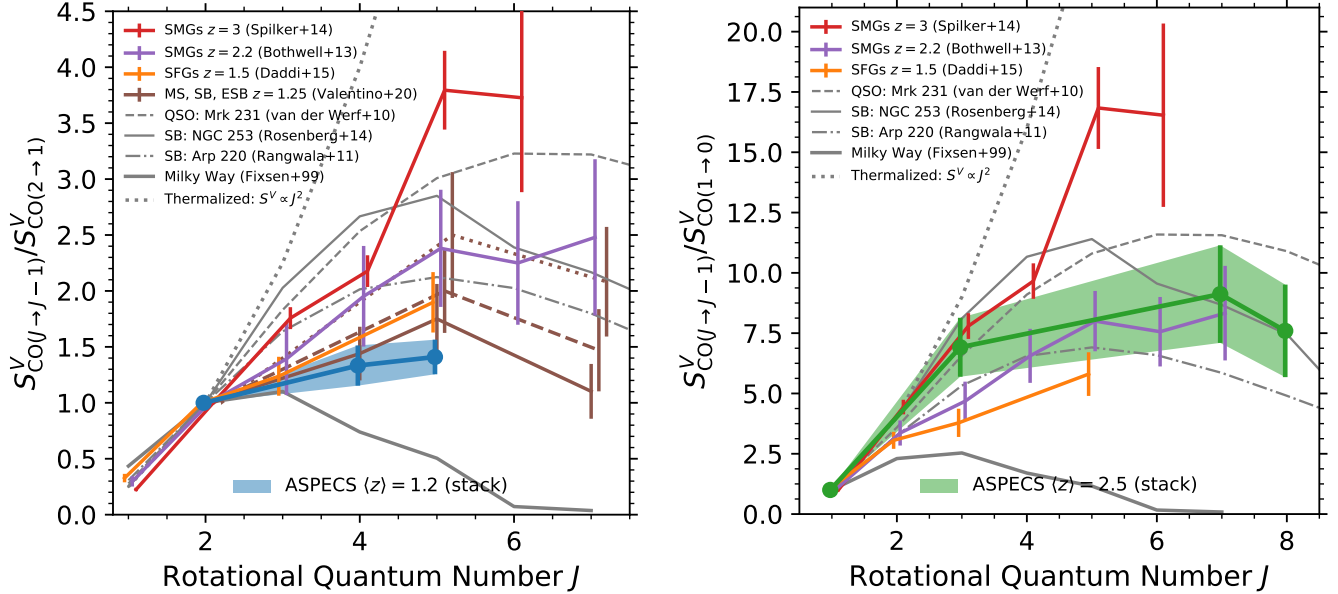 4.5
4.0
3.5
3.0
2.5
2.0
1.5
1.0
0.5
0.0
2
4
6
S^V_CO(J→J−1)/S^V_CO(2→1)
Rotational Quantum Number J
SMGs z = 3 (Spilker+14)
SMGs z = 2.2 (Bothwell+13)
SFGs z = 1.5 (Daddi+15)
MS, SB, ESB z = 1.25 (Valentino+20)
QSO: Mrk 231 (van der Werf+10)
SB: NGC 253 (Rosenberg+14)
SB: Arp 220 (Rangwala+11)
Milky Way (Fixsen+99)
Thermalized: S^V ∝ J^2
ASPECS ⟨z⟩ = 1.2 (stack)
20.0
17.5
15.0
12.5
10.0
7.5
5.0
2.5
0.0
2
4
6
8
S^V_CO(J→J−1)/S^V_CO(1→0)
Rotational Quantum Number J
SMGs z = 3 (Spilker+14)
SMGs z = 2.2 (Bothwell+13)
SFGs z = 1.5 (Daddi+15)
QSO: Mrk 231 (van der Werf+10)
SB: NGC 253 (Rosenberg+14)
SB: Arp 220 (Rangwala+11)
Milky Way (Fixsen+99)
Thermalized: S^V ∝ J^2
ASPECS ⟨z⟩ = 2.5 (stack)